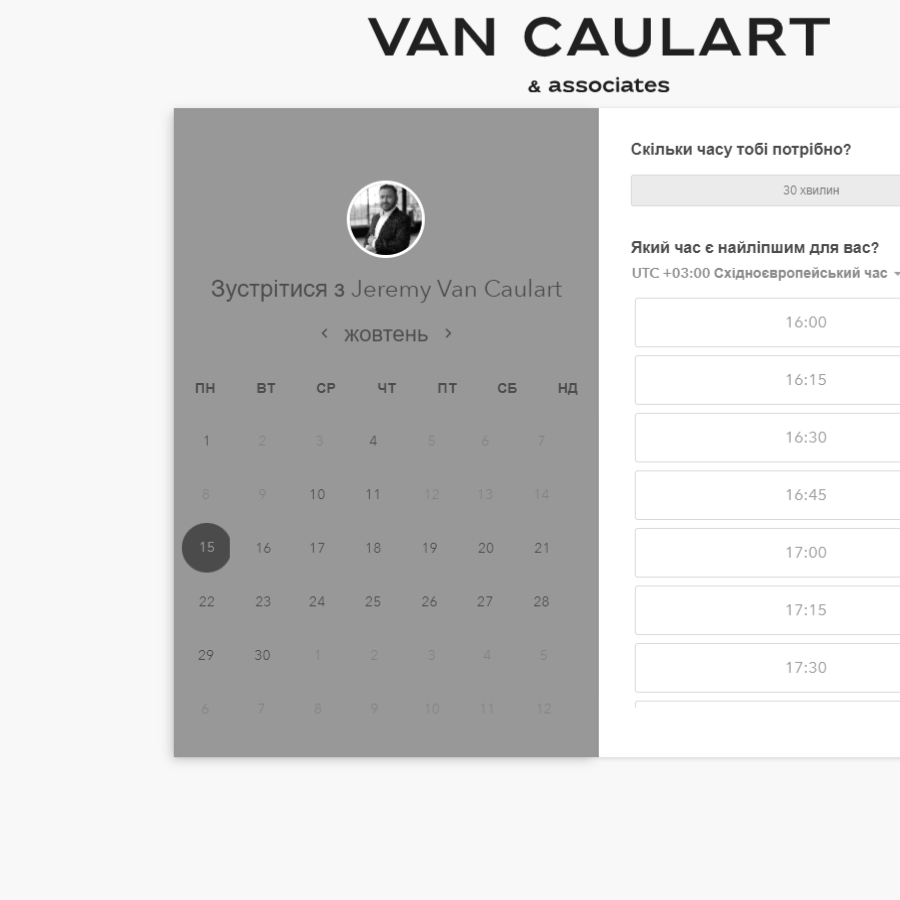 VAN CAULART
& associates
Зустрітися з Jeremy Van Caulart
жовтень
ПН ВТ СР ЧТ ПТ СБ НД
1 2 3 4 5 6 7
8 9 10 11 12 13 14
15 16 17 18 19 20 21
22 23 24 25 26 27 28
29 30 1 2 3 4 5
6 7 8 9 10 11 12
Скільки часу тобі потрібно?
30 хвилин
Який час є найліпшим для вас?
UTC +03:00 Східноєвропейський час
16:00
16:15
16:30
16:45
17:00
17:15
17:30